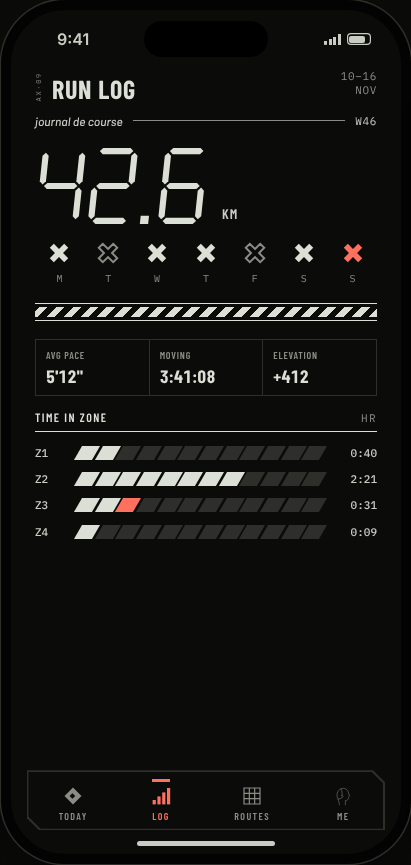 9:41
AX·09
RUN LOG
10–16
NOV
journal de course
W46
42.6 KM
M T W T F S S
AVG PACE MOVING ELEVATION
5'12" 3:41:08 +412
TIME IN ZONE HR
Z1 0:40
Z2 2:21
Z3 0:31
Z4 0:09
TODAY LOG ROUTES ME